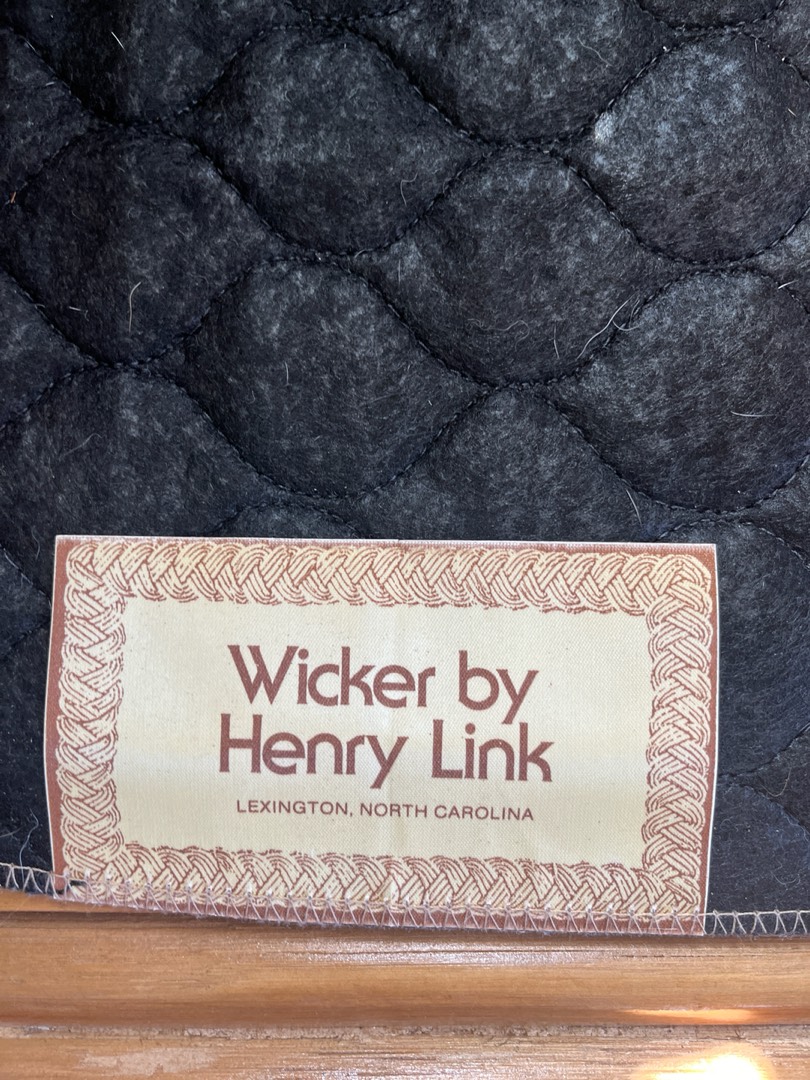 Wicker by
Henry Link
LEXINGTON, NORTH CAROLINA